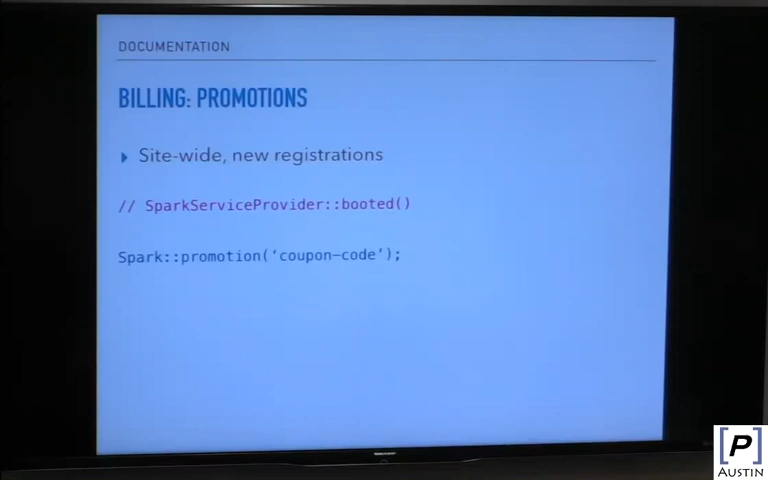 DOCUMENTATION
BILLING: PROMOTIONS
Site-wide, new registrations
// SparkServiceProvider::booted()
Spark::promotion(‘coupon-code’);
[P]
AUSTIN